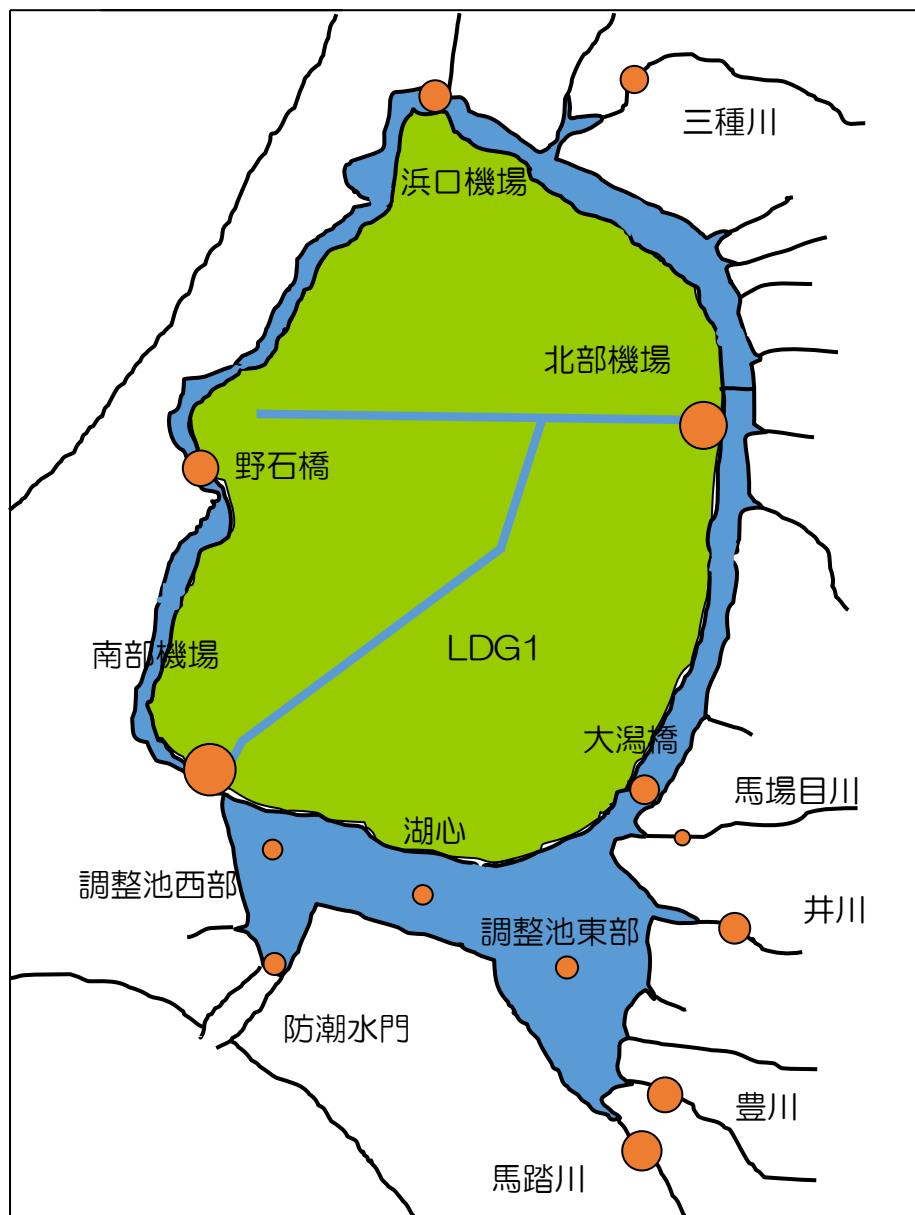 三種川
浜口機場
北部機場
野石橋
LDG1
南部機場
大潟橋
馬場目川
湖心
調整池西部
井川
調整池東部
防潮水門
豊川
馬踏川